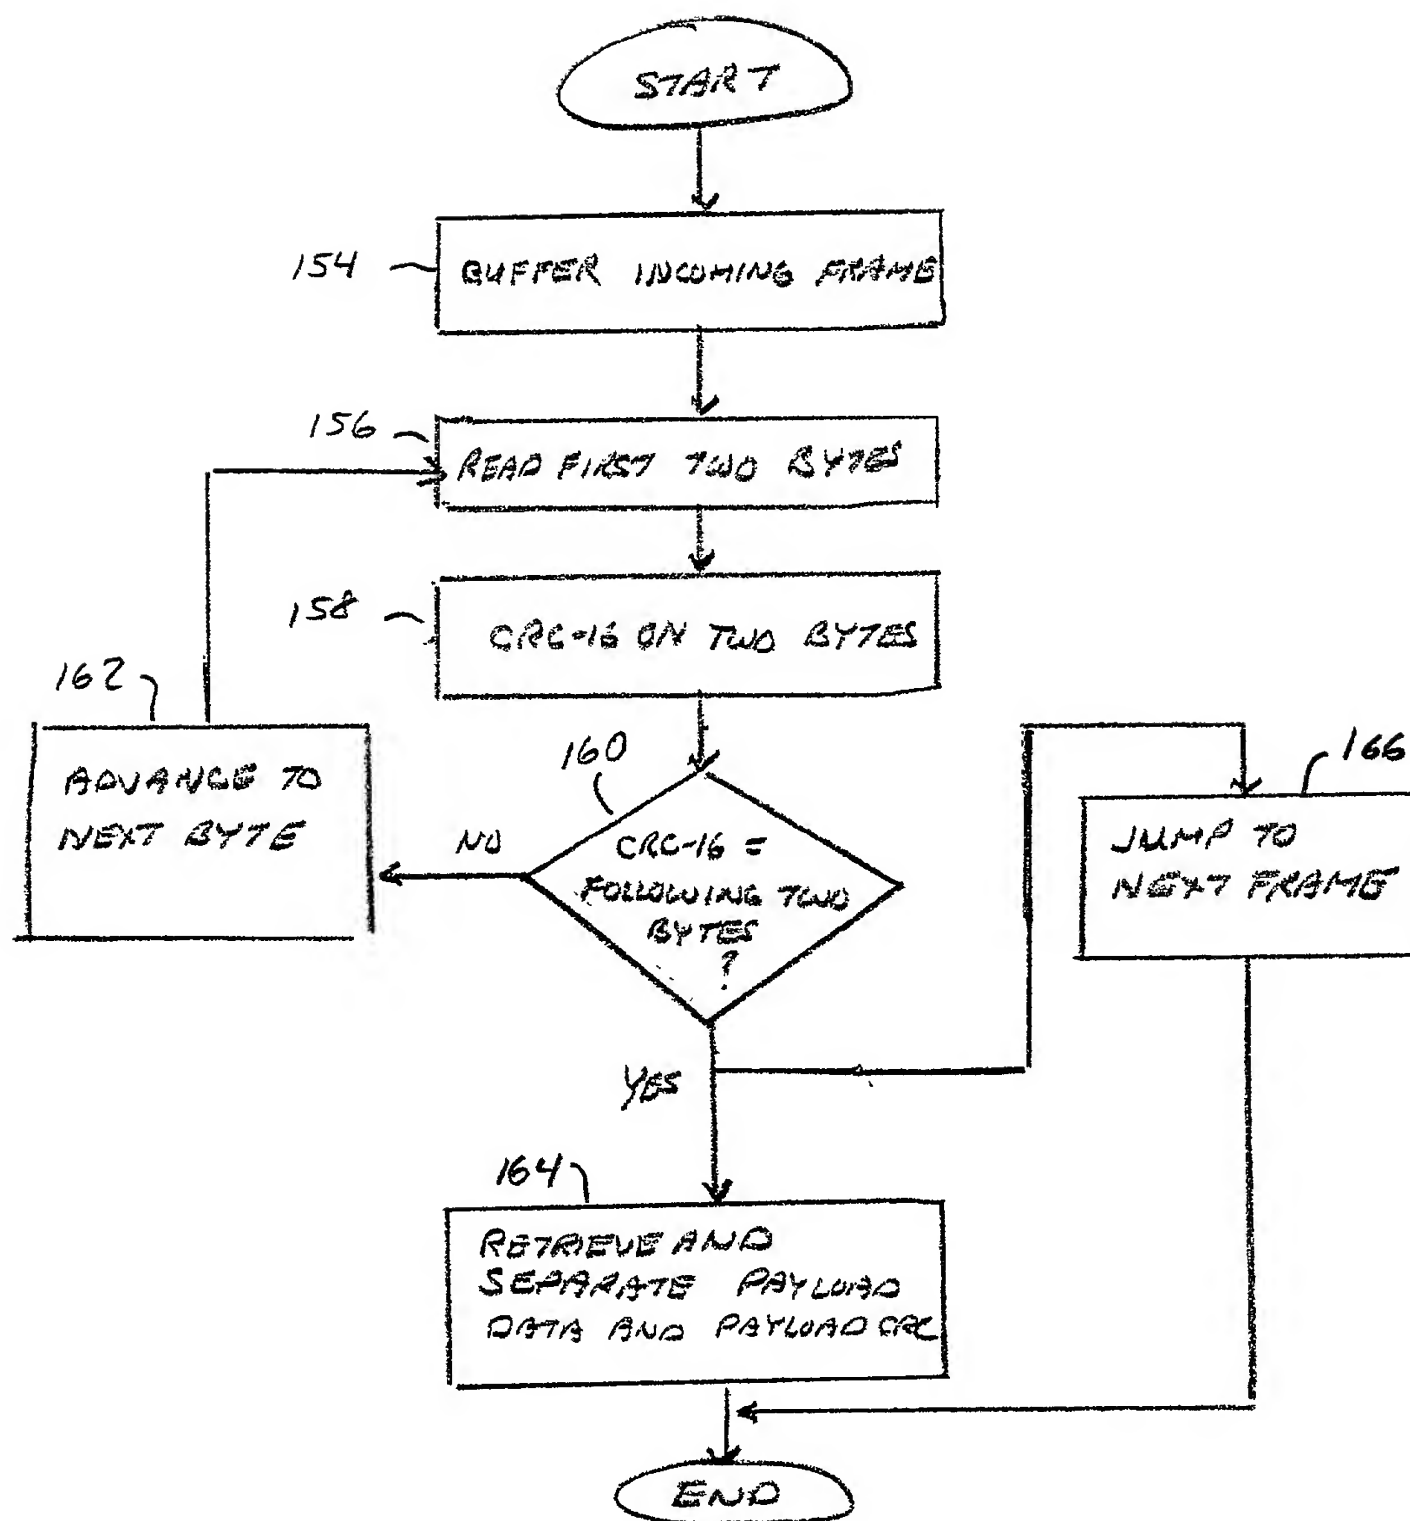 START
154
BUFFER INCOMING FRAME
156
READ FIRST TWO BYTES
158
CRC-16 ON TWO BYTES
162
ADVANCE TO
NEXT BYTE
160
NO
CRC-16 =
FOLLOWING TWO
BYTES
?
166
JUMP TO
NEXT FRAME
YES
164
RETRIEVE AND
SEPARATE PAYLOAD
DATA AND PAYLOAD CRC
END